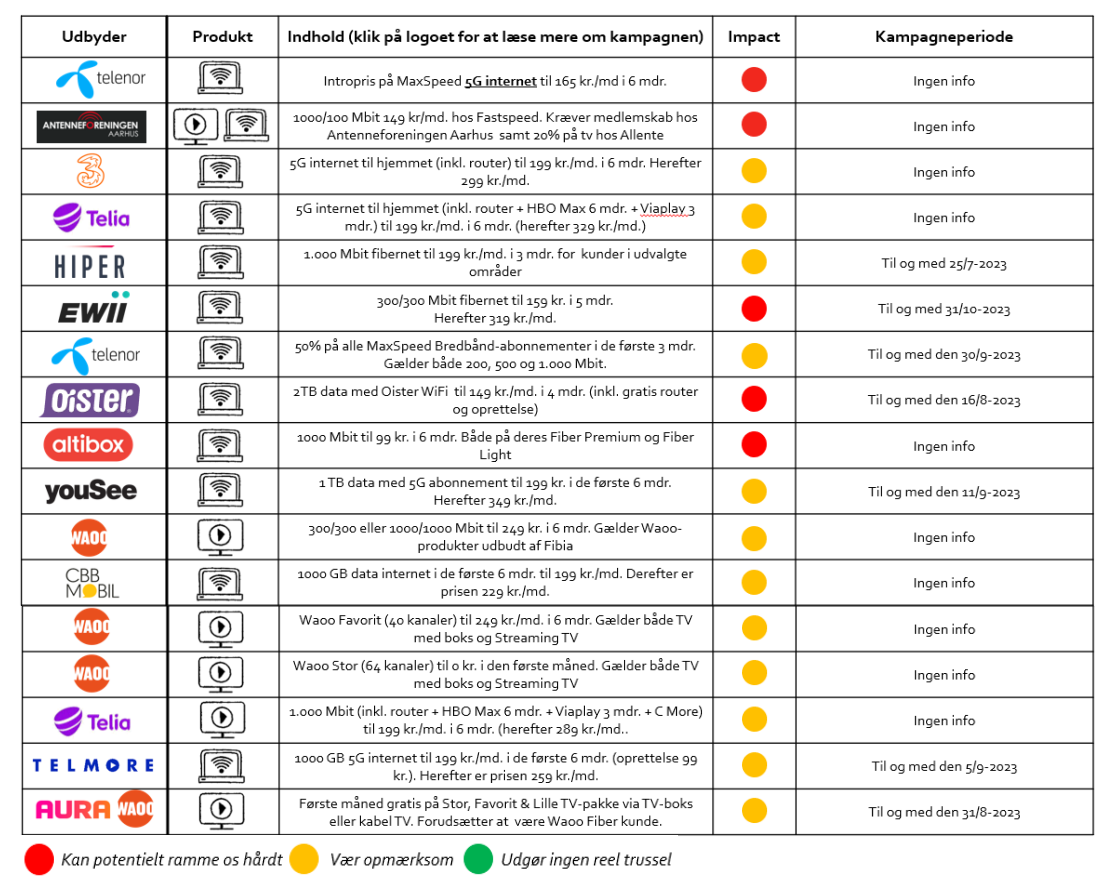 Udbyder Produkt Indhold (klik på logoet for at læse mere om kampagnen) Impact Kampagneperiode
telenor Intropris på MaxSpeed 5G internet til 165 kr./md i 6 mdr. Ingen info
ANTENNEFORENINGEN
AARHUS
1000/100 Mbit 149 kr/md. hos Fastspeed. Kræver medlemskab hos
Antenneforeningen Aarhus samt 20% på tv hos Allente
Ingen info
3
5G internet til hjemmet (inkl. router) til 199 kr./md. i 6 mdr. Herefter
299 kr./md.
Ingen info
Telia
5G internet til hjemmet (inkl. router + HBO Max 6 mdr. + Viaplay 3
mdr.) til 199 kr./md. i 6 mdr. (herefter 329 kr./md.)
Ingen info
HIPER
1.000 Mbit fibernet til 199 kr./md. i 3 mdr. for kunder i udvalgte
områder
Til og med 25/7-2023
EWII
300/300 Mbit fibernet til 159 kr. i 5 mdr.
Herefter 319 kr./md.
Til og med 31/10-2023
telenor
50% på alle MaxSpeed Bredbånd-abonnementer i de første 3 mdr.
Gælder både 200, 500 og 1.000 Mbit.
Til og med den 30/9-2023
OiSTER
2TB data med Oister WiFi til 149 kr./md. i 4 mdr. (inkl. gratis router
og oprettelse)
Til og med den 16/8-2023
altibox
1000 Mbit til 99 kr. i 6 mdr. Både på deres Fiber Premium og Fiber
Light
Ingen info
youSee
1 TB data med 5G abonnement til 199 kr. i de første 6 mdr.
Herefter 349 kr./md.
Til og med den 11/9-2023
WAOO
300/300 eller 1000/1000 Mbit til 249 kr. i 6 mdr. Gælder Waoo-
produkter udbudt af Fibia
Ingen info
CBB
MOBIL
1000 GB data internet i de første 6 mdr. til 199 kr./md. Derefter er
prisen 229 kr./md.
Ingen info
WAOO
Waoo Favorit (40 kanaler) til 249 kr./md. i 6 mdr. Gælder både TV
med boks og Streaming TV
Ingen info
WAOO
Waoo Stor (64 kanaler) til 0 kr. i den første måned. Gælder både TV
med boks og Streaming TV
Ingen info
Telia
1.000 Mbit (inkl. router + HBO Max 6 mdr. + Viaplay 3 mdr. + C More)
til 199 kr./md. i 6 mdr. (herefter 289 kr./md..
Ingen info
TELMORE
1000 GB 5G internet til 199 kr./md. i de første 6 mdr. (oprettelse 99
kr.). Herefter er prisen 259 kr./md.
Til og med den 5/9-2023
AURA WAOO
Første måned gratis på Stor, Favorit & Lille TV-pakke via TV-boks
eller kabel TV. Forudsætter at være Waoo Fiber kunde.
Til og med den 31/8-2023
Kan potentielt ramme os hårdt Vær opmærksom Udgør ingen reel trussel